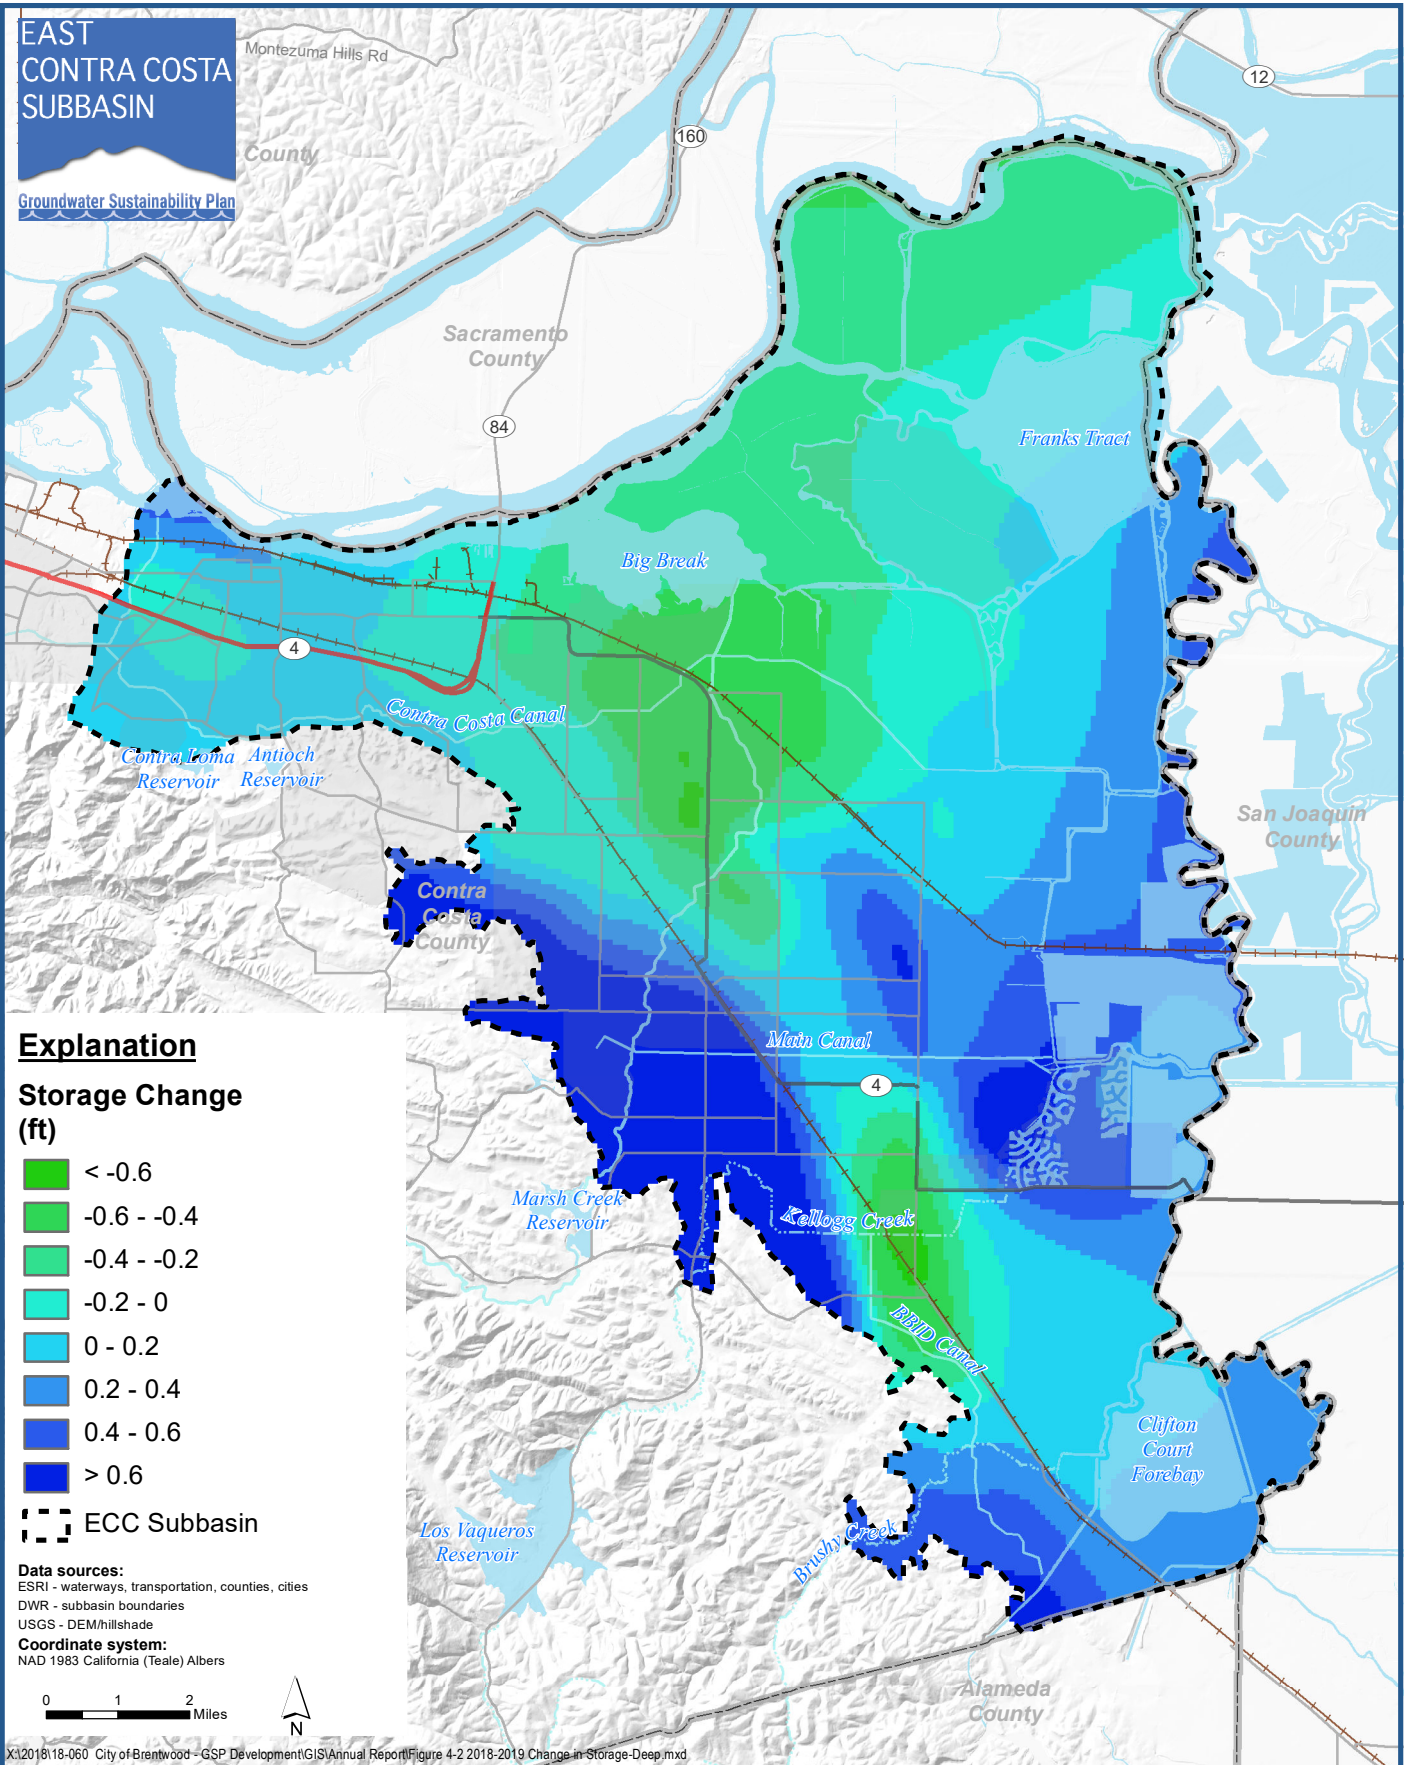 EAST
CONTRA COSTA
SUBBASIN
Groundwater Sustainability Plan
Montezuma Hills Rd
County
12
160
Sacramento
County
84
Franks Tract
Big Break
4
Contra Costa Canal
Contra Loma
Reservoir
Antioch
Reservoir
San Joaquin
County
Contra
Costa
County
Main Canal
4
Marsh Creek
Reservoir
Kellogg Creek
BBID Canal
Clifton
Court
Forebay
Los Vaqueros
Reservoir
Brushy Creek
Alameda
County
Explanation
Storage Change
(ft)
< -0.6
-0.6 - -0.4
-0.4 - -0.2
-0.2 - 0
0 - 0.2
0.2 - 0.4
0.4 - 0.6
> 0.6
ECC Subbasin
Data sources:
ESRI - waterways, transportation, counties, cities
DWR - subbasin boundaries
USGS - DEM/hillshade
Coordinate system:
NAD 1983 California (Teale) Albers
0 1 2
Miles
N
X:\2018\18-060 City of Brentwood - GSP Development\GIS\Annual Report\Figure 4-2 2018-2019 Change in Storage-Deep.mxd